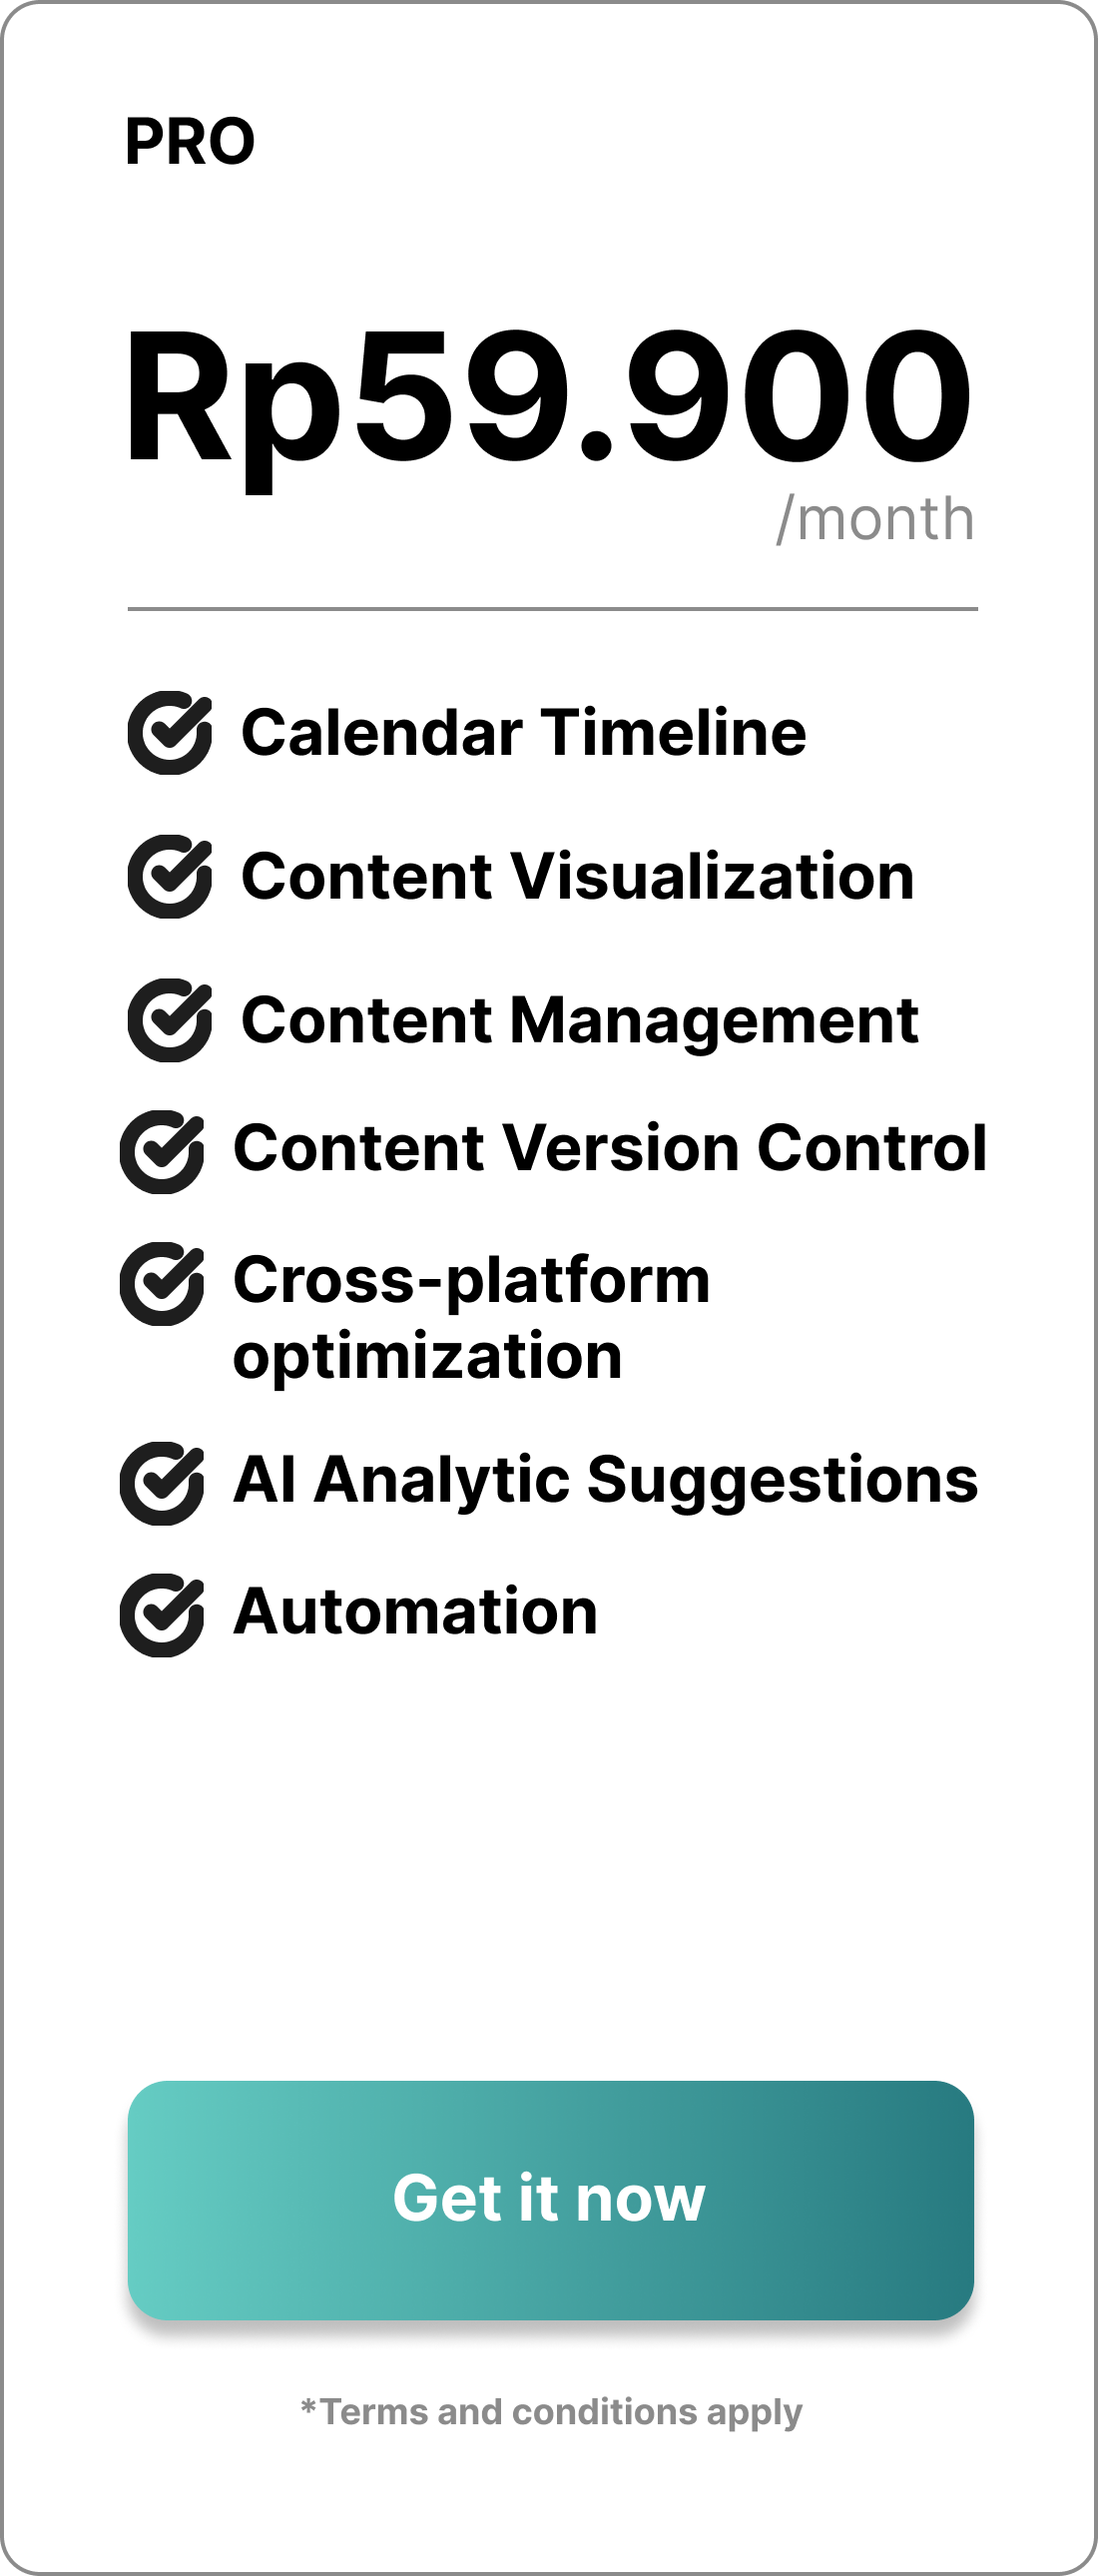 PRO
Rp59.900
/month
Calendar Timeline
Content Visualization
Content Management
Content Version Control
Cross-platform
optimization
AI Analytic Suggestions
Automation
Get it now
*Terms and conditions apply